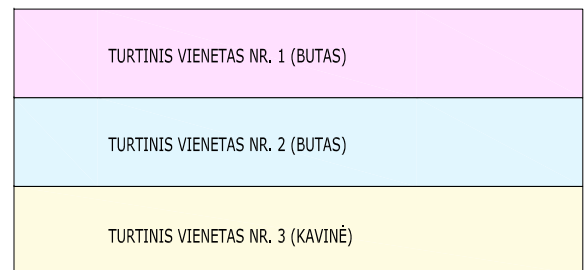 TURTINIS VIENETAS NR. 1 (BUTAS)
TURTINIS VIENETAS NR. 2 (BUTAS)
TURTINIS VIENETAS NR. 3 (KAVINĖ)